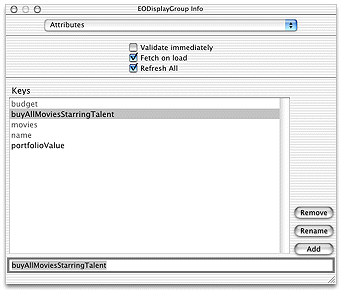 EODisplayGroup Info
Attributes
Validate immediately
Fetch on load
Refresh All
Keys
budget
buyAllMoviesStarringTalent
movies
name
portfolioValue
Remove
Rename
Add
buyAllMoviesStarringTalent